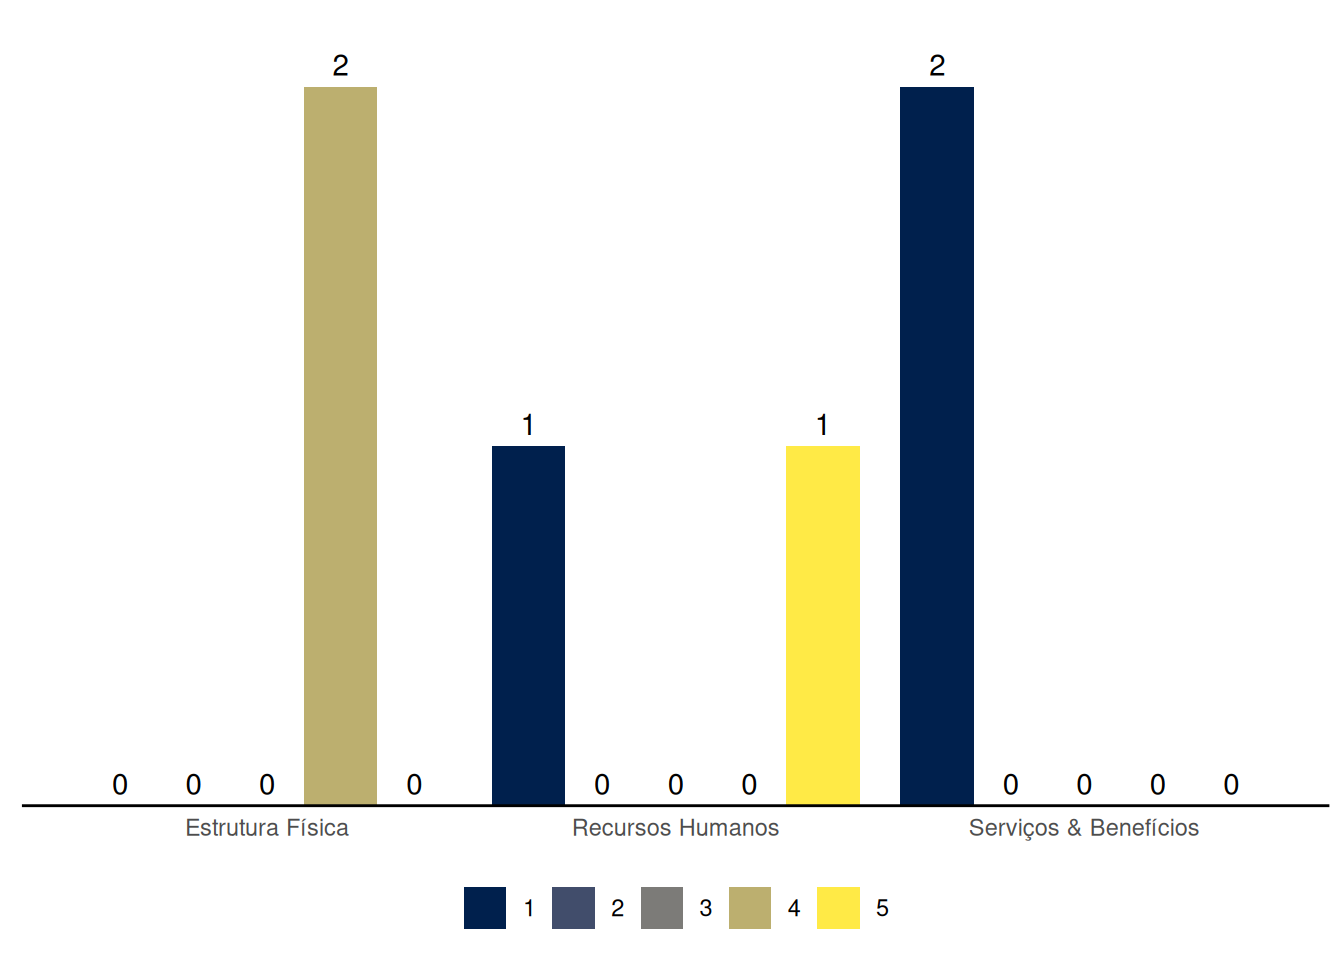 2 2
1 1
0 0 0 0 0 0 0 0 0 0 0
Estrutura Física Recursos Humanos Serviços & Benefícios
1 2 3 4 5